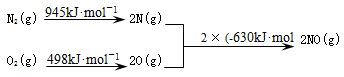 N₂(g) 945kJ·mol⁻¹ 2N(g)
2 × (-630kJ·mol 2NO(g)
O₂(g) 498kJ·mol⁻¹ 2O(g)